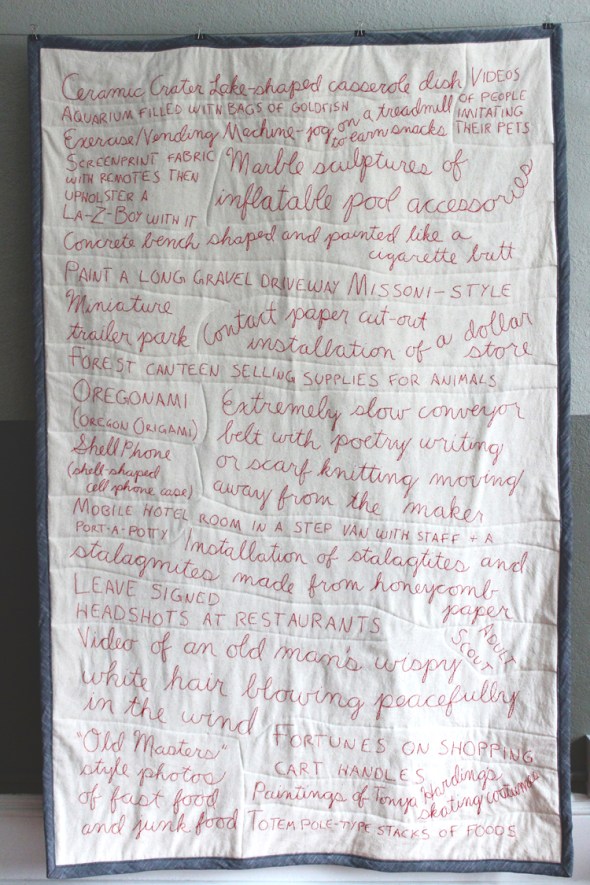 Ceramic Crater Lake-shaped casserole dish
VIDEOS
OF PEOPLE
IMITATING
THEIR PETS
AQUARIUM FILLED WITH BAGS OF GOLDFISH
Exercise/Vending Machine-jog on a treadmill
to earn snacks
SCREENPRINT FABRIC
WITH REMOTES THEN
UPHOLSTER A
LA-Z-BOY WITH IT
Marble sculptures of
inflatable pool accessories
Concrete bench shaped and painted like a
cigarette butt
PAINT A LONG GRAVEL DRIVEWAY MISSONI-STYLE
Miniature
trailer park
Contact paper cut-out
installation of a dollar
store
FOREST CANTEEN SELLING SUPPLIES FOR ANIMALS
OREGONAMI
(OREGON ORIGAMI)
Shell Phone
(shell-shaped
cell phone case)
Extremely slow conveyor
belt with poetry writing
or scarf knitting moving
away from the maker
MOBILE HOTEL ROOM IN A STEP VAN WITH STAFF + A
PORT-A-POTTY
Installation of stalagtites and
stalagmites made from honeycomb
paper
LEAVE SIGNED
HEADSHOTS AT RESTAURANTS
ADULT
SCOUT
Video of an old man's wispy
white hair blowing peacefully
in the wind
FORTUNES ON SHOPPING
CART HANDLES
"Old Masters"
style photos
of fast food
and junk food
Paintings of Tonya Hardings
skating costumes
TOTEM POLE-TYPE STACKS OF FOODS